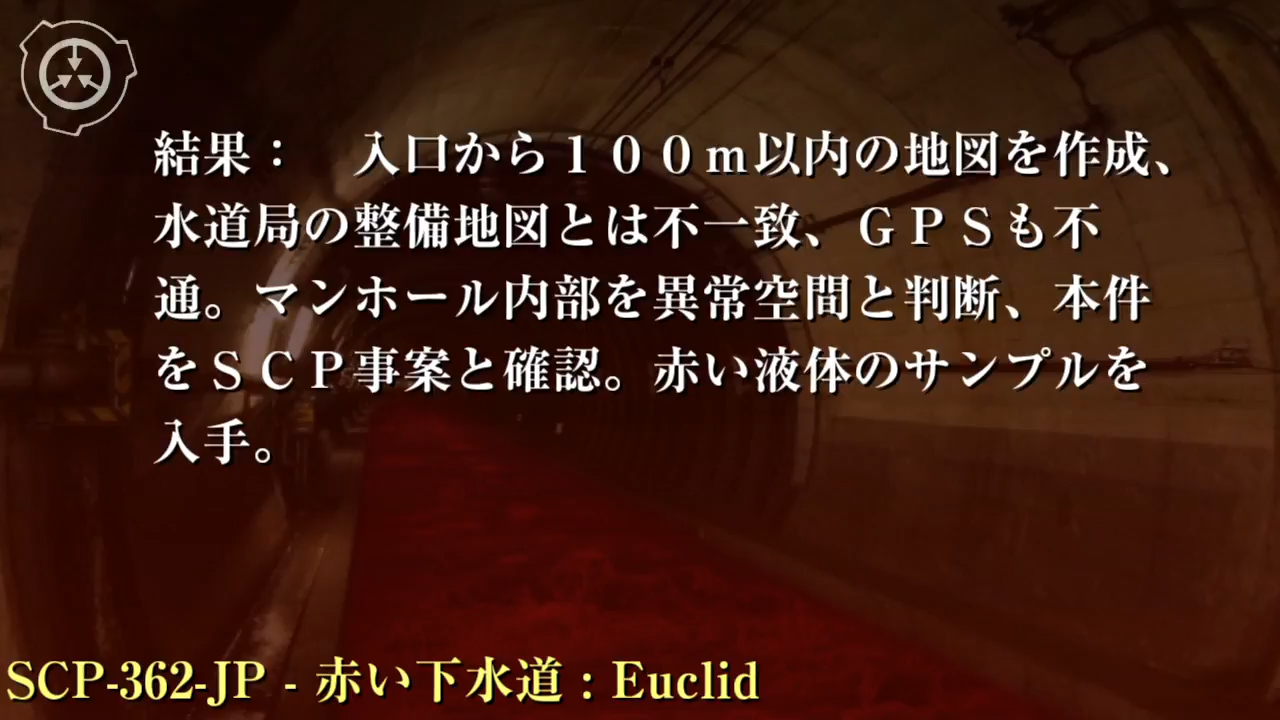 結果：　入口から１００ｍ以内の地図を作成、
水道局の整備地図とは不一致、ＧＰＳも不
通。マンホール内部を異常空間と判断、本件
をＳＣＰ事案と確認。赤い液体のサンプルを
入手。
SCP-362-JP - 赤い下水道 : Euclid